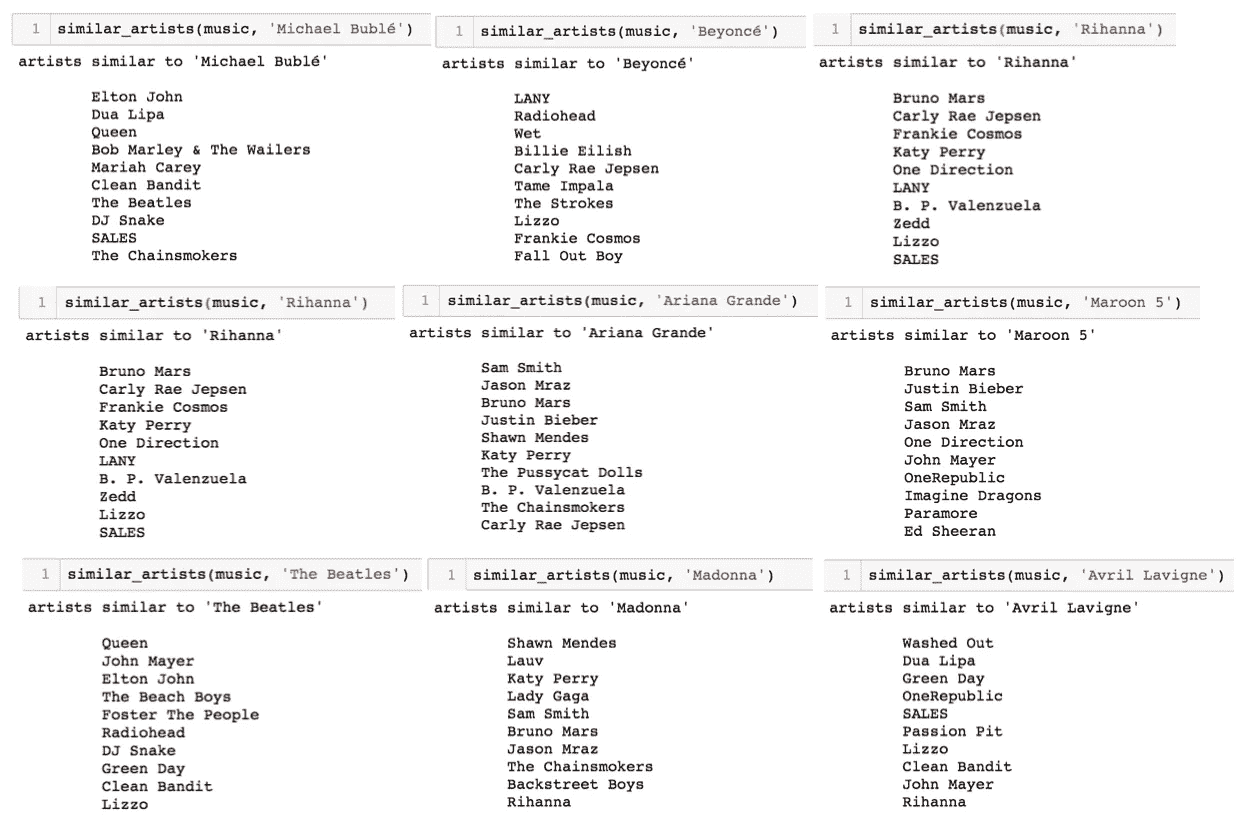 1 similar_artists(music, 'Michael Bublé')
artists similar to 'Michael Bublé'
Elton John
Dua Lipa
Queen
Bob Marley & The Wailers
Mariah Carey
Clean Bandit
The Beatles
DJ Snake
SALES
The Chainsmokers
1 similar_artists(music, 'Beyoncé')
artists similar to 'Beyoncé'
LANY
Radiohead
Wet
Billie Eilish
Carly Rae Jepsen
Tame Impala
The Strokes
Lizzo
Frankie Cosmos
Fall Out Boy
1 similar_artists(music, 'Rihanna')
artists similar to 'Rihanna'
Bruno Mars
Carly Rae Jepsen
Frankie Cosmos
Katy Perry
One Direction
LANY
B. P. Valenzuela
Zedd
Lizzo
SALES
1 similar_artists(music, 'Rihanna')
artists similar to 'Rihanna'
Bruno Mars
Carly Rae Jepsen
Frankie Cosmos
Katy Perry
One Direction
LANY
B. P. Valenzuela
Zedd
Lizzo
SALES
1 similar_artists(music, 'Ariana Grande')
artists similar to 'Ariana Grande'
Sam Smith
Jason Mraz
Bruno Mars
Justin Bieber
Shawn Mendes
Katy Perry
The Pussycat Dolls
B. P. Valenzuela
The Chainsmokers
Carly Rae Jepsen
1 similar_artists(music, 'Maroon 5')
artists similar to 'Maroon 5'
Bruno Mars
Justin Bieber
Sam Smith
Jason Mraz
One Direction
John Mayer
OneRepublic
Imagine Dragons
Paramore
Ed Sheeran
1 similar_artists(music, 'The Beatles')
artists similar to 'The Beatles'
Queen
John Mayer
Elton John
The Beach Boys
Foster The People
Radiohead
DJ Snake
Green Day
Clean Bandit
Lizzo
1 similar_artists(music, 'Madonna')
artists similar to 'Madonna'
Shawn Mendes
Lauv
Katy Perry
Lady Gaga
Sam Smith
Bruno Mars
Jason Mraz
The Chainsmokers
Backstreet Boys
Rihanna
1 similar_artists(music, 'Avril Lavigne')
artists similar to 'Avril Lavigne'
Washed Out
Dua Lipa
Green Day
OneRepublic
SALES
Passion Pit
Lizzo
Clean Bandit
John Mayer
Rihanna